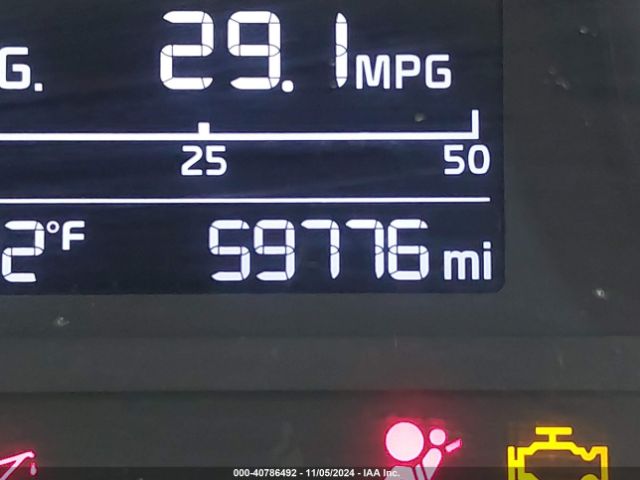 G. 29.1 MPG
25 50
2°F 59776 mi
000-40786492 - 11/05/2024 - IAA Inc.